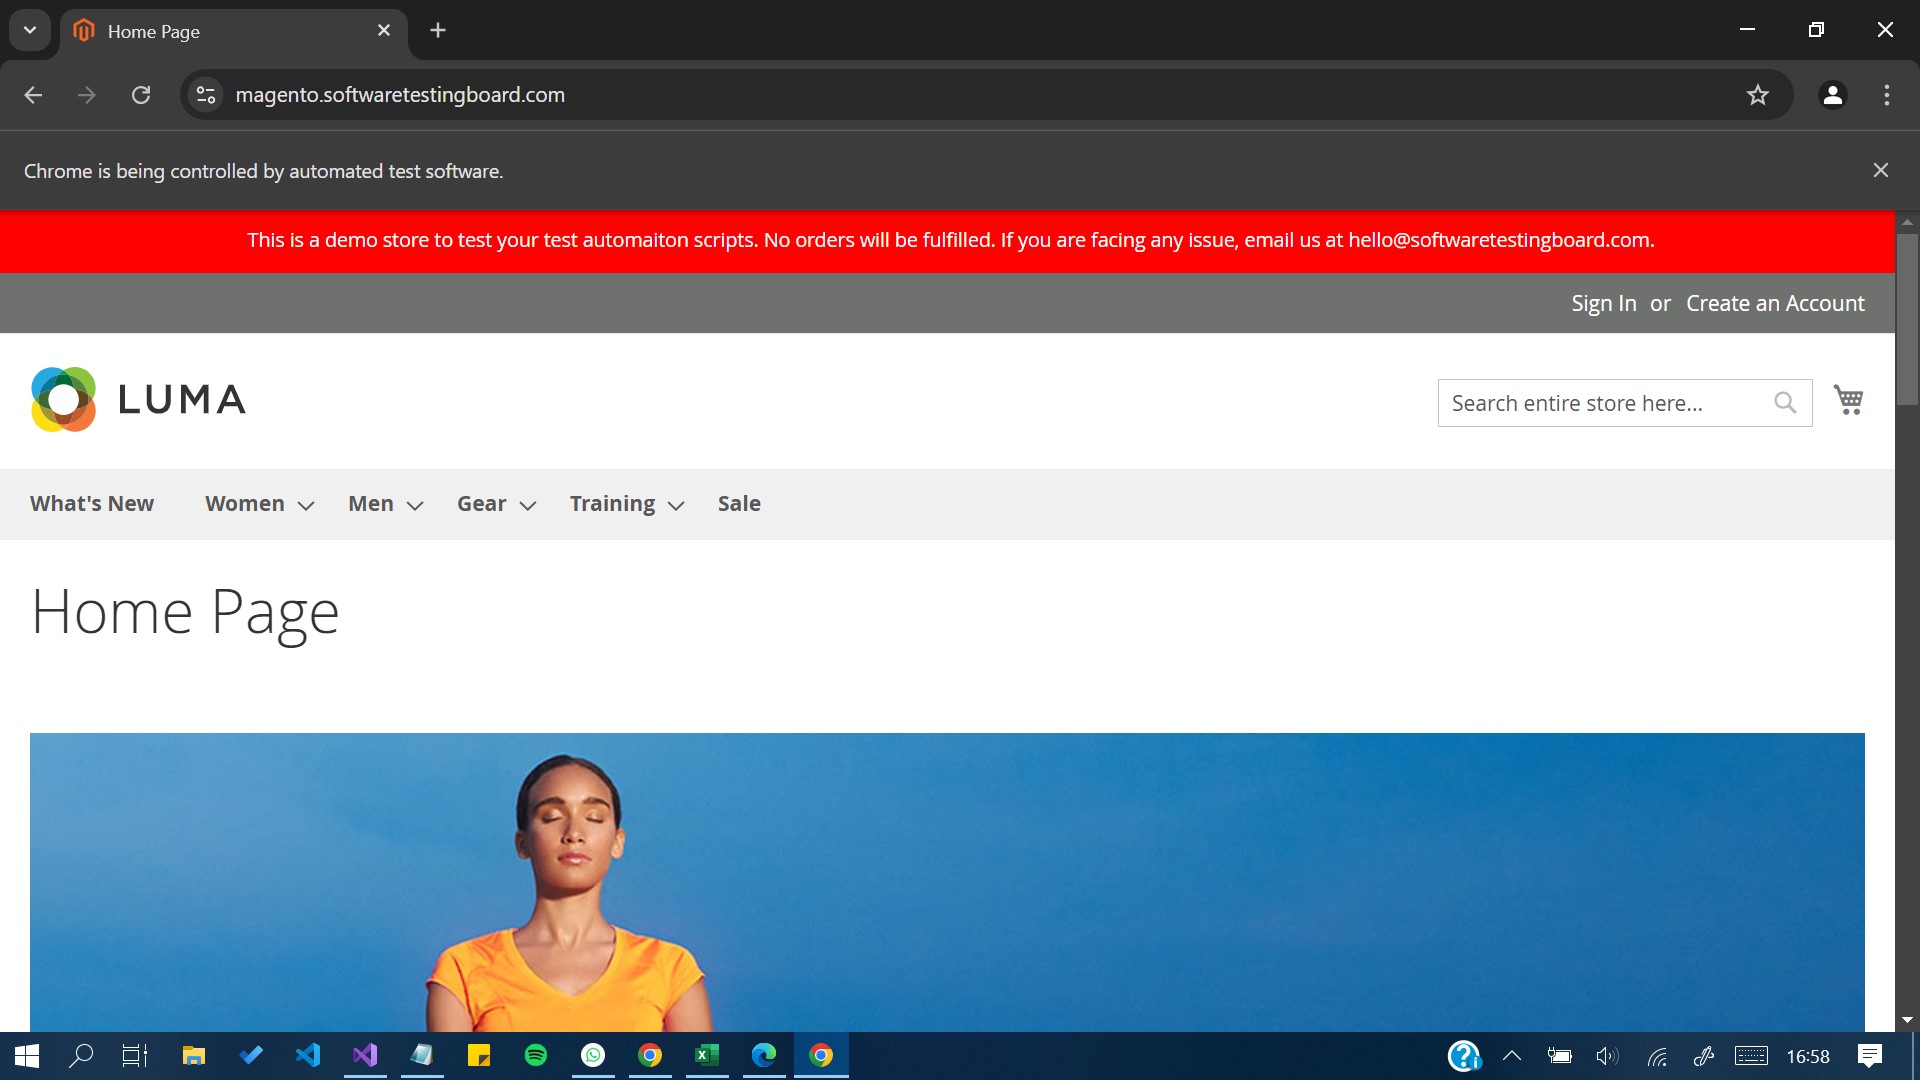 Home Page
magento.softwaretestingboard.com
Chrome is being controlled by automated test software.
This is a demo store to test your test automaiton scripts. No orders will be fulfilled. If you are facing any issue, email us at hello@softwaretestingboard.com.
Sign In or Create an Account
LUMA
Search entire store here...
What's New Women Men Gear Training Sale
Home Page
16:58